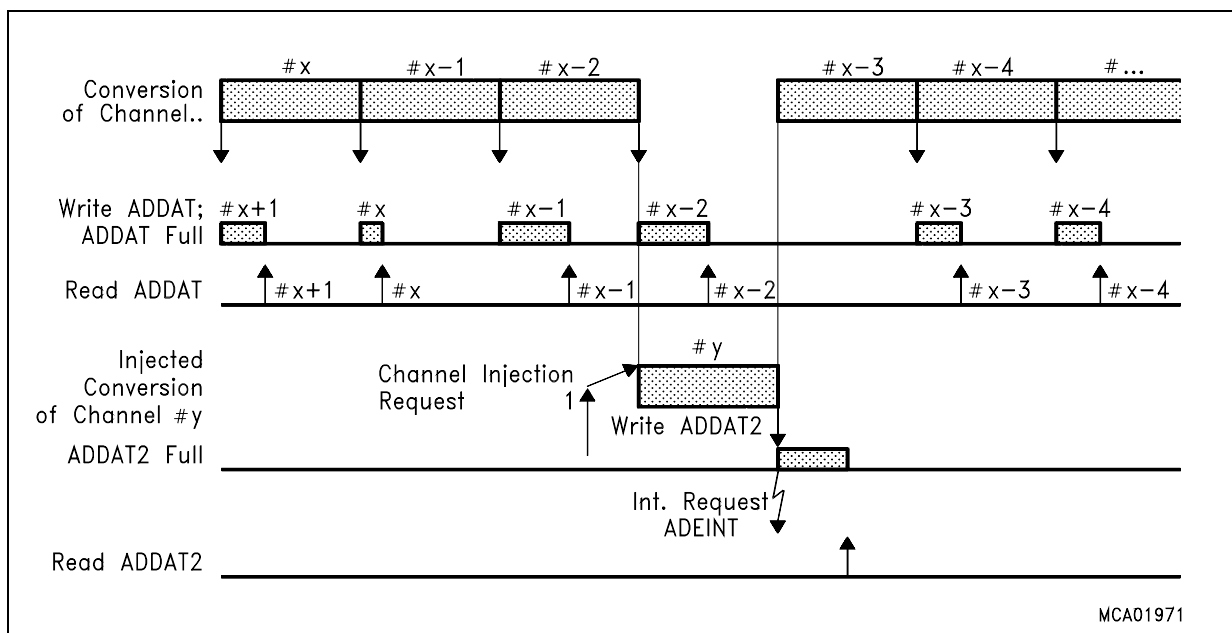 #x #x-1 #x-2 #x-3 #x-4 #...
Conversion
of Channel..
Write ADDAT; #x+1 #x #x-1 #x-2 #x-3 #x-4
ADDAT Full
Read ADDAT #x+1 #x #x-1 #x-2 #x-3 #x-4
#y
Injected
Conversion
of Channel #y
Channel Injection
Request 1
Write ADDAT2
ADDAT2 Full
Int. Request
ADEINT
Read ADDAT2
MCA01971